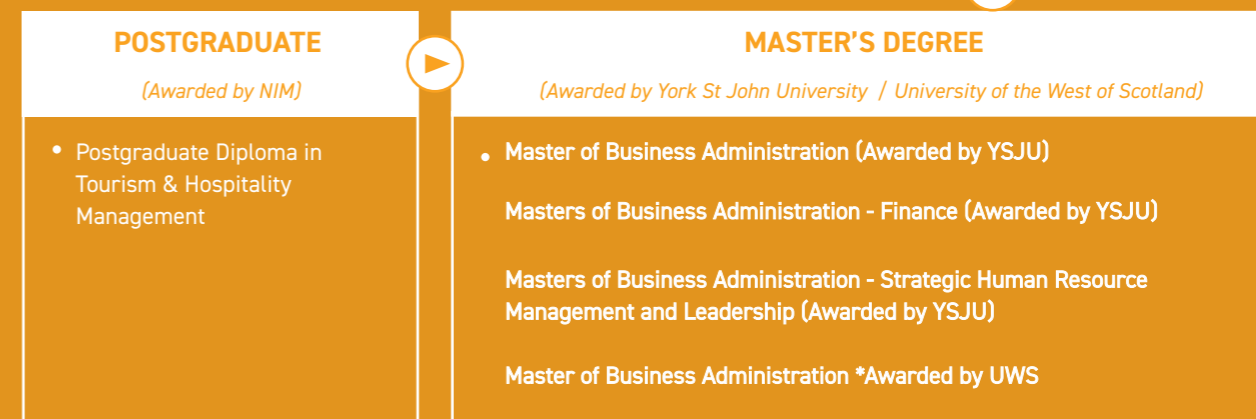 POSTGRADUATE
(Awarded by NIM)
• Postgraduate Diploma in
Tourism & Hospitality
Management
MASTER'S DEGREE
(Awarded by York St John University / University of the West of Scotland)
• Master of Business Administration (Awarded by YSJU)
Masters of Business Administration - Finance (Awarded by YSJU)
Masters of Business Administration - Strategic Human Resource
Management and Leadership (Awarded by YSJU)
Master of Business Administration *Awarded by UWS